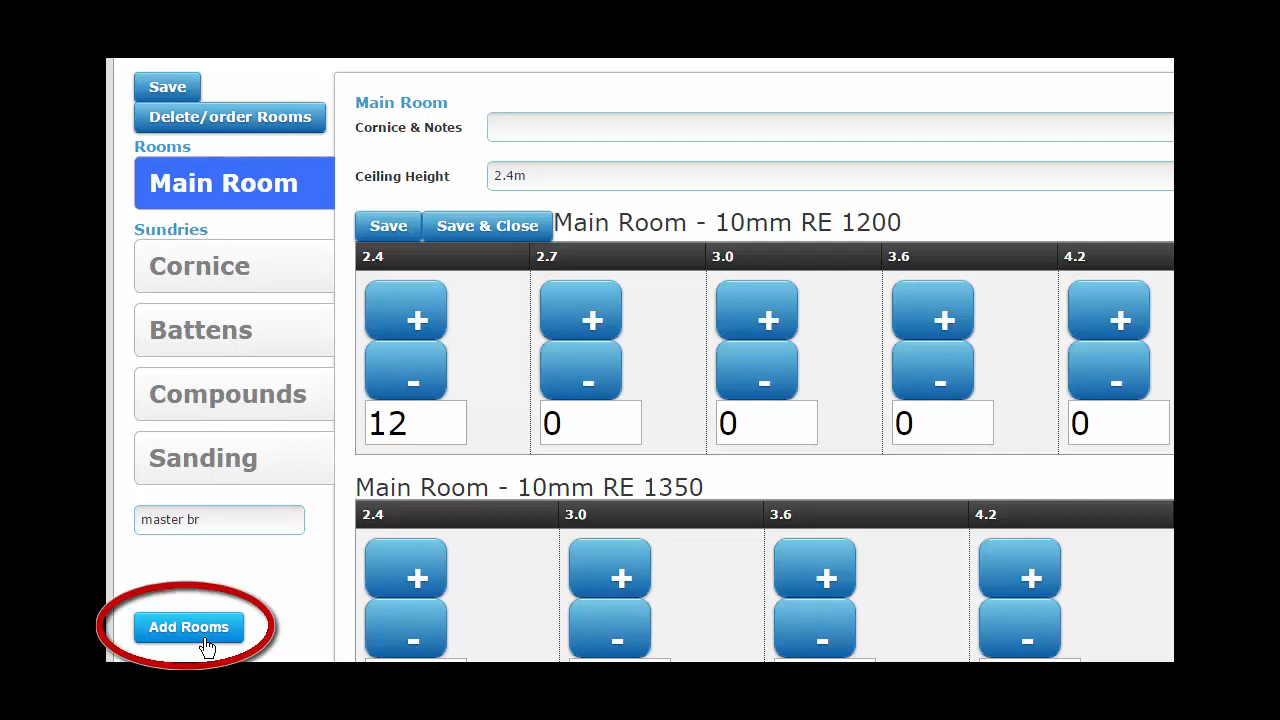 Save
Delete/order Rooms
Rooms
Main Room
Sundries
Cornice
Battens
Compounds
Sanding
master br
Add Rooms
Main Room
Cornice & Notes
Ceiling Height 2.4m
Save Save & Close Main Room - 10mm RE 1200
2.4 2.7 3.0 3.6 4.2
+ + + + +
- - - - -
12 0 0 0 0
Main Room - 10mm RE 1350
2.4 3.0 3.6 4.2
+ + + +
- - - -